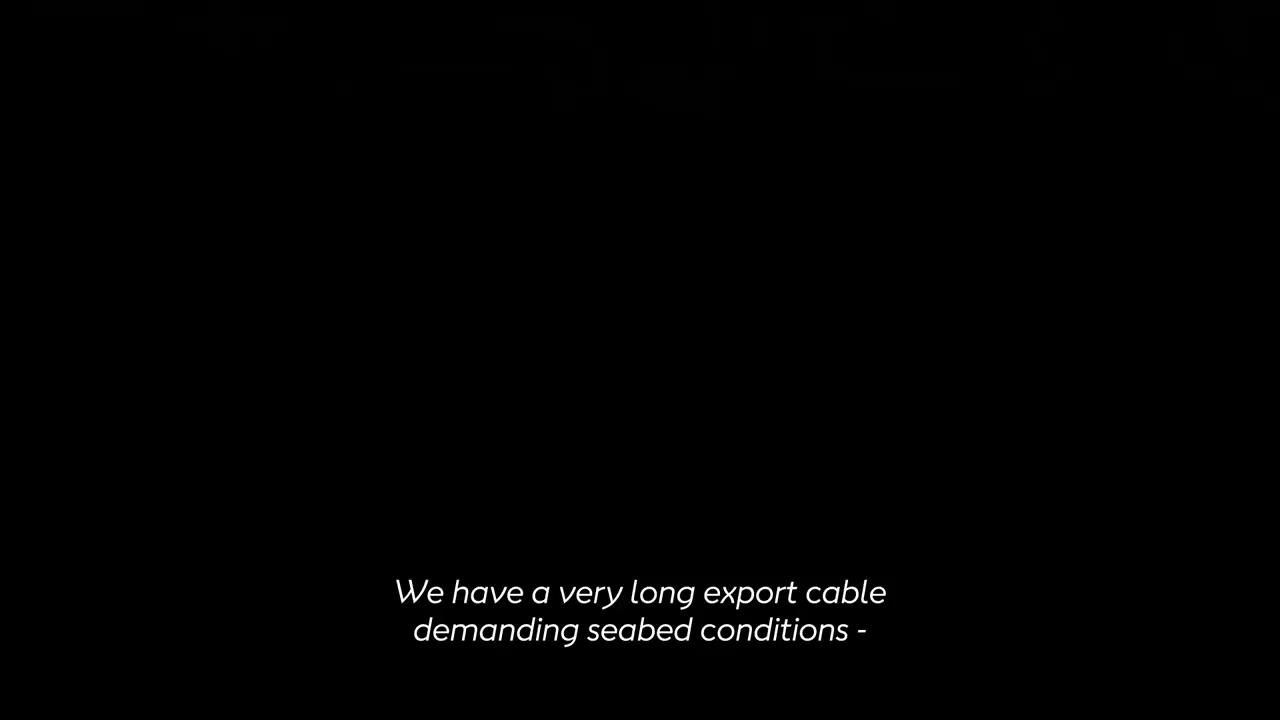 We have a very long export cable
demanding seabed conditions -